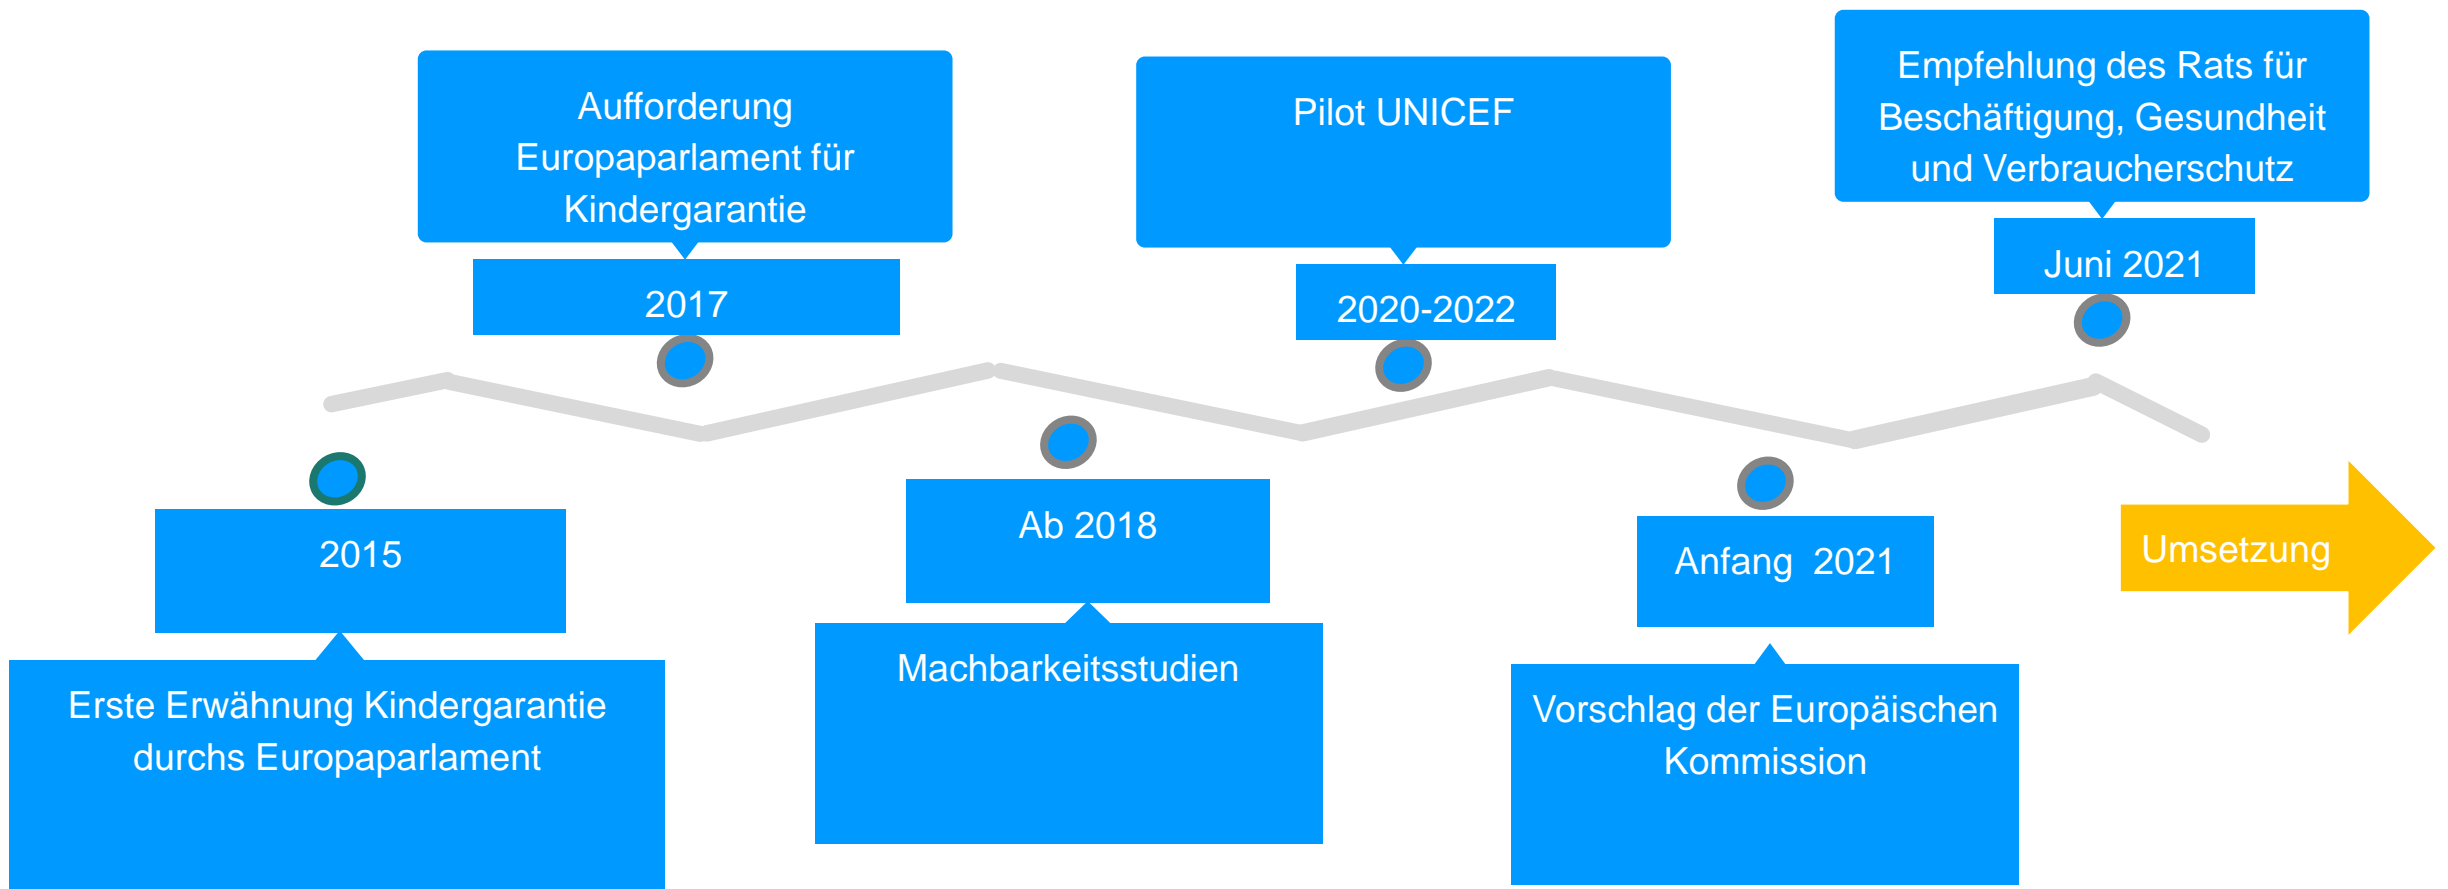 2015
Erste Erwähnung Kindergarantie
durchs Europaparlament
Aufforderung
Europaparlament für
Kindergarantie
2017
Ab 2018
Machbarkeitsstudien
Pilot UNICEF
2020-2022
Anfang  2021
Vorschlag der Europäischen
Kommission
Empfehlung des Rats für
Beschäftigung, Gesundheit
und Verbraucherschutz
Juni 2021
Umsetzung